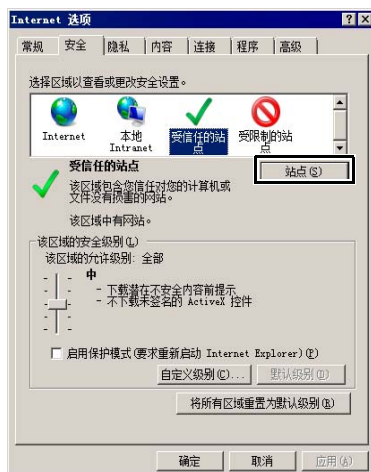 Internet 选项
常规 安全 隐私 内容 连接 程序 高级
选择区域以查看或更改安全设置。
Internet 本地 Intranet 受信任的站点 受限制的站点
受信任的站点
站点(S)
该区域包含您信任对您的计算机或
文件没有损害的网站。
该区域中有网站。
该区域的安全级别(L)
该区域的允许级别: 全部
中
- 下载潜在不安全内容前提示
- 不下载未签名的 ActiveX 控件
启用保护模式(要求重新启动 Internet Explorer)(P)
自定义级别(C)... 默认级别(D)
将所有区域重置为默认级别(R)
确定 取消 应用(A)